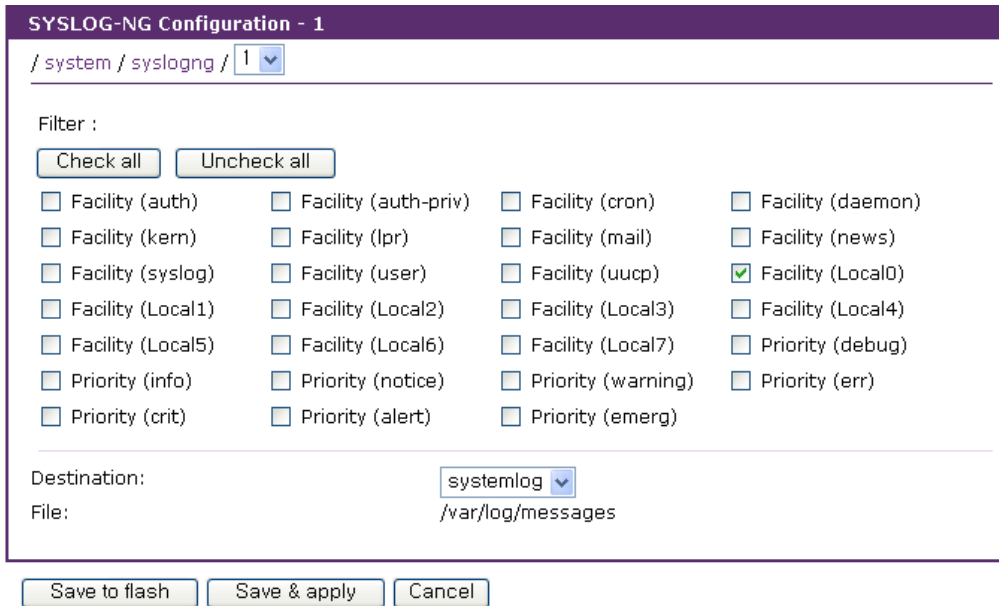 SYSLOG-NG Configuration - 1
/ system / syslogng / 1
Filter :
Check all Uncheck all
Facility (auth) Facility (auth-priv) Facility (cron) Facility (daemon)
Facility (kern) Facility (lpr) Facility (mail) Facility (news)
Facility (syslog) Facility (user) Facility (uucp) Facility (Local0)
Facility (Local1) Facility (Local2) Facility (Local3) Facility (Local4)
Facility (Local5) Facility (Local6) Facility (Local7) Priority (debug)
Priority (info) Priority (notice) Priority (warning) Priority (err)
Priority (crit) Priority (alert) Priority (emerg)
Destination: systemlog
File: /var/log/messages
Save to flash Save & apply Cancel